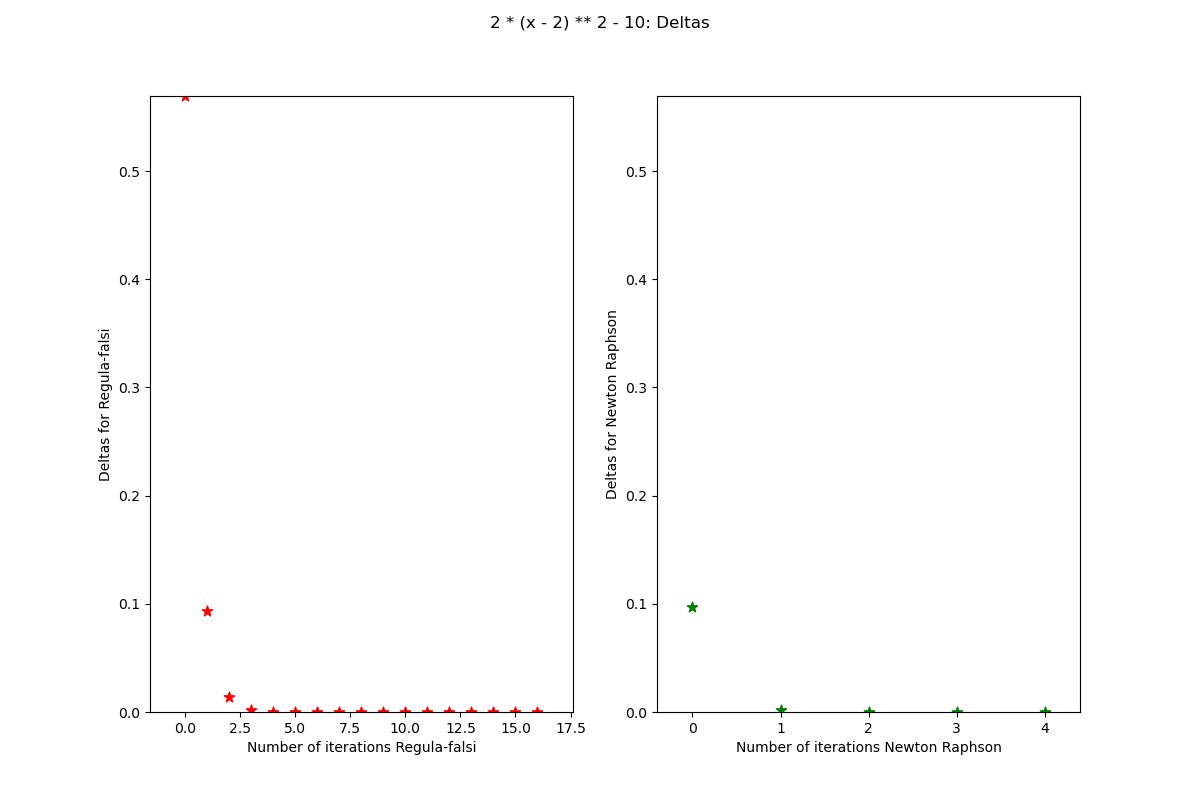 2 * (x - 2) ** 2 - 10: Deltas
Deltas for Regula-falsi
0.5
0.4
0.3
0.2
0.1
0.0
0.0 2.5 5.0 7.5 10.0 12.5 15.0 17.5
Number of iterations Regula-falsi
Deltas for Newton Raphson
0.5
0.4
0.3
0.2
0.1
0.0
0 1 2 3 4
Number of iterations Newton Raphson